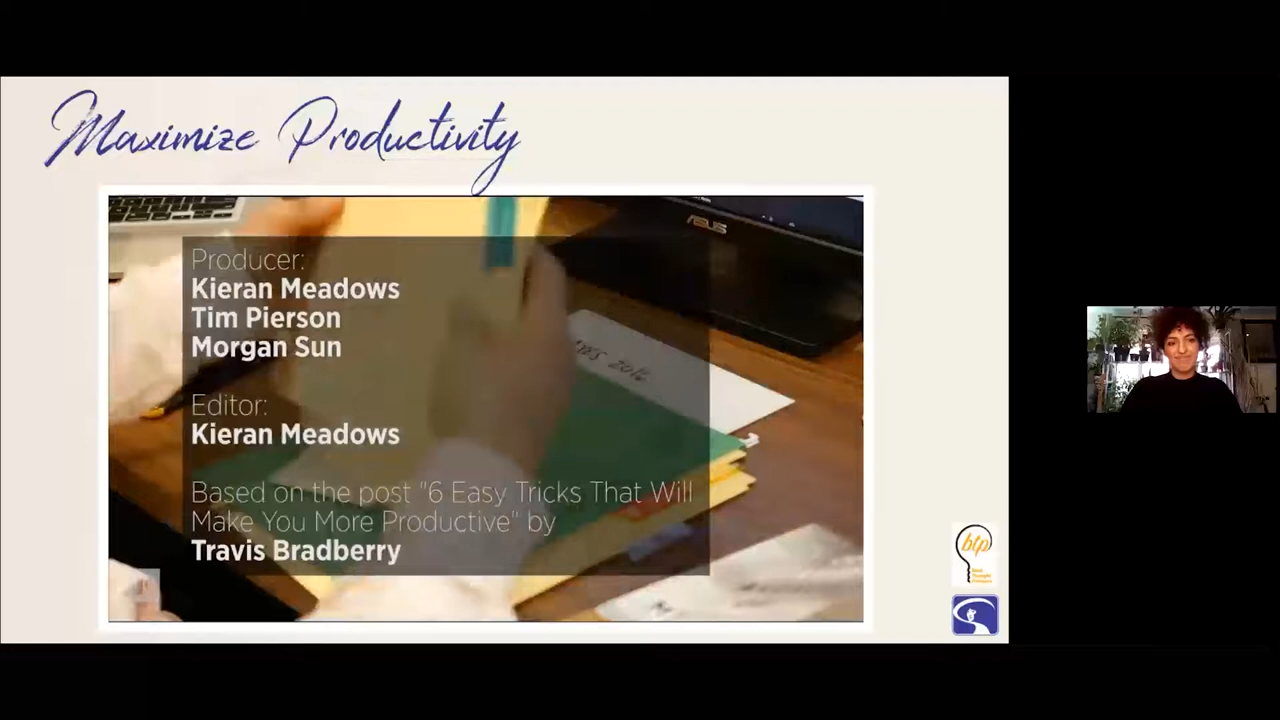 Maximize Productivity
ASUS
Producer:
Kieran Meadows
Tim Pierson
Morgan Sun
Editor:
Kieran Meadows
Based on the post "6 Easy Tricks That Will
Make You More Productive" by
Travis Bradberry
btp